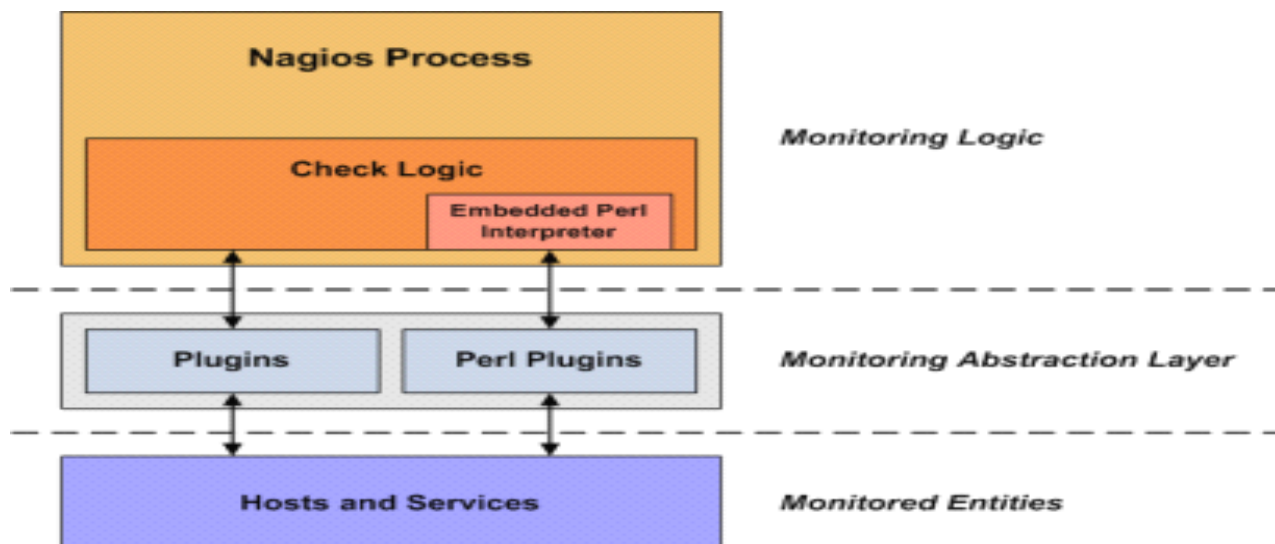 Nagios Process
Monitoring Logic
Check Logic
Embedded Perl
Interpreter
Plugins
Perl Plugins
Monitoring Abstraction Layer
Hosts and Services
Monitored Entities